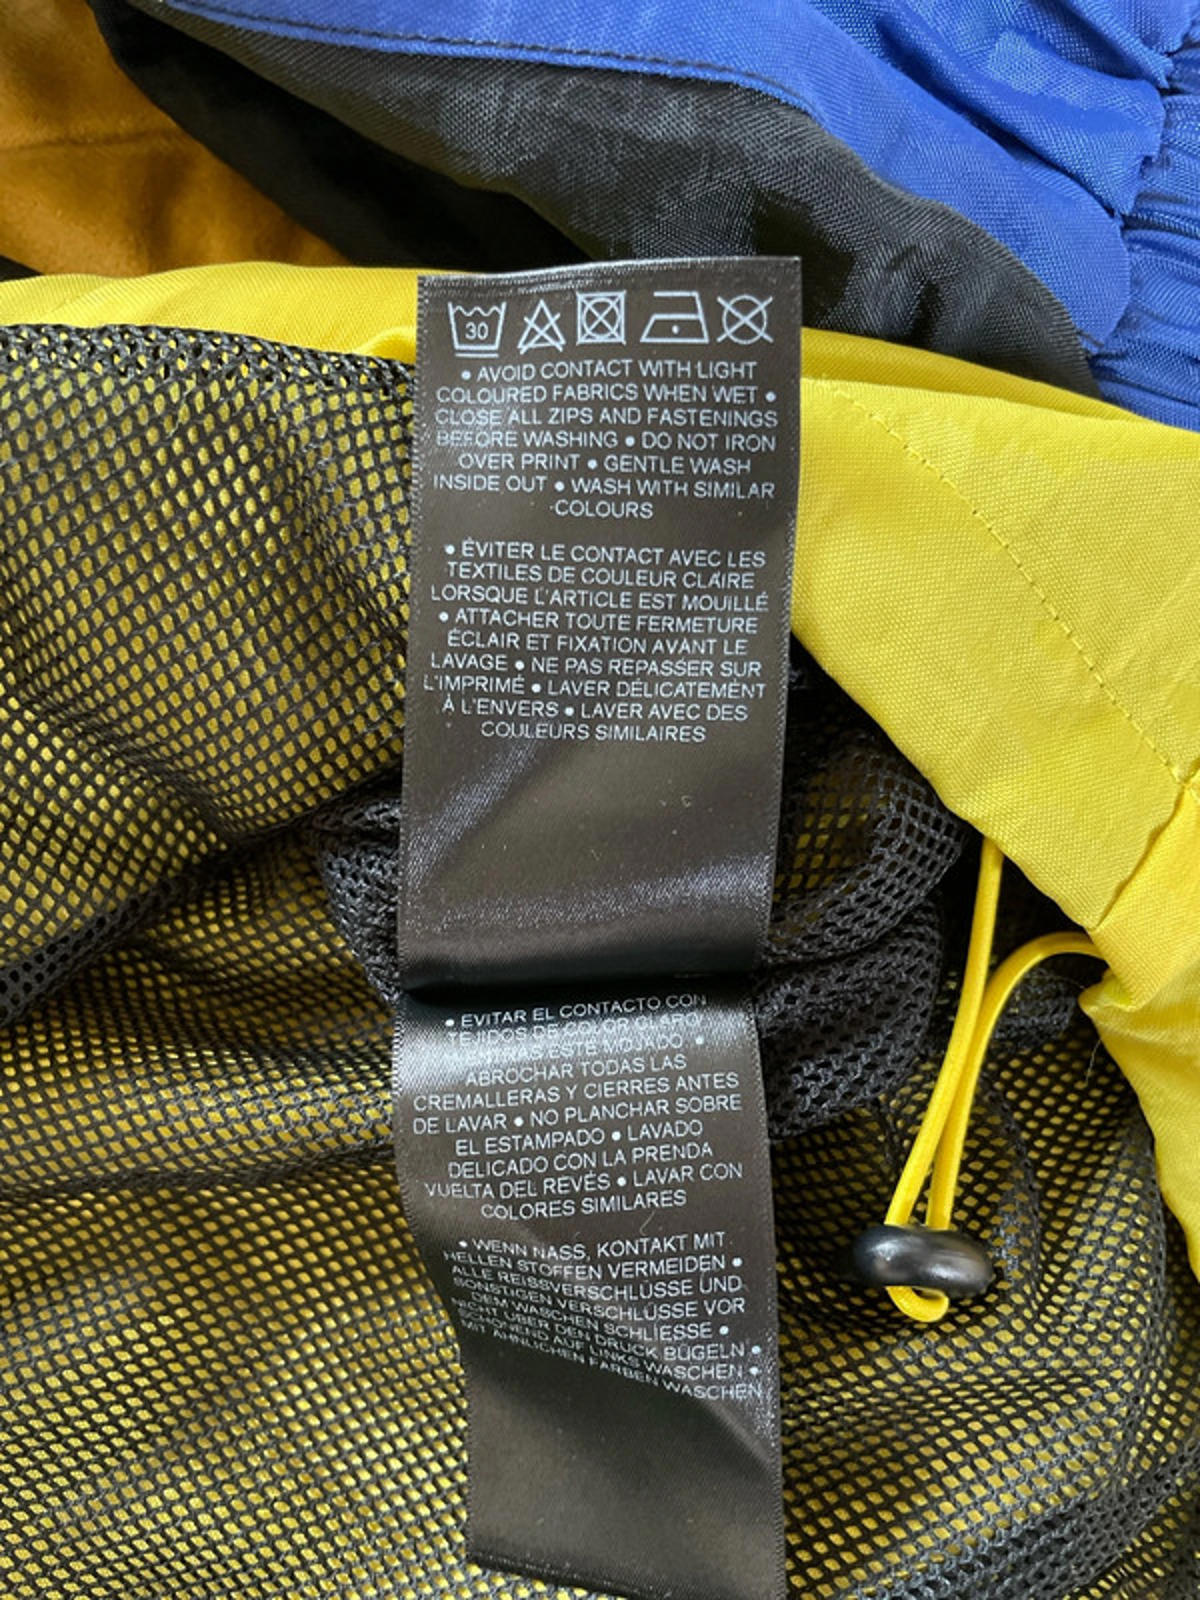 30
• AVOID CONTACT WITH LIGHT
COLOURED FABRICS WHEN WET •
CLOSE ALL ZIPS AND FASTENINGS
BEFORE WASHING • DO NOT IRON
OVER PRINT • GENTLE WASH
INSIDE OUT • WASH WITH SIMILAR
COLOURS
• ÉVITER LE CONTACT AVEC LES
TEXTILES DE COULEUR CLAIRE
LORSQUE L'ARTICLE EST MOUILLÉ
• ATTACHER TOUTE FERMETURE
ÉCLAIR ET FIXATION AVANT LE
LAVAGE • NE PAS REPASSER SUR
L'IMPRIMÉ • LAVER DÉLICATEMENT
À L'ENVERS • LAVER AVEC DES
COULEURS SIMILAIRES
• EVITAR EL CONTACTO CON
TEJIDOS DE COLOR CLARO
ESTÉ MOJADO •
ABROCHAR TODAS LAS
CREMALLERAS Y CIERRES ANTES
DE LAVAR • NO PLANCHAR SOBRE
EL ESTAMPADO • LAVADO
DELICADO CON LA PRENDA
VUELTA DEL REVÉS • LAVAR CON
COLORES SIMILARES
• WENN NASS, KONTAKT MIT
HELLEN STOFFEN VERMEIDEN •
ALLE REISSVERSCHLÜSSE UND
SONSTIGEN VERSCHLÜSSE VOR
DEM WASCHEN SCHLIESSE •
NICHT ÜBER DEN DRUCK BÜGELN •
SCHONEND AUF LINKS WASCHEN •
MIT ÄHNLICHEN FARBEN WASCHEN